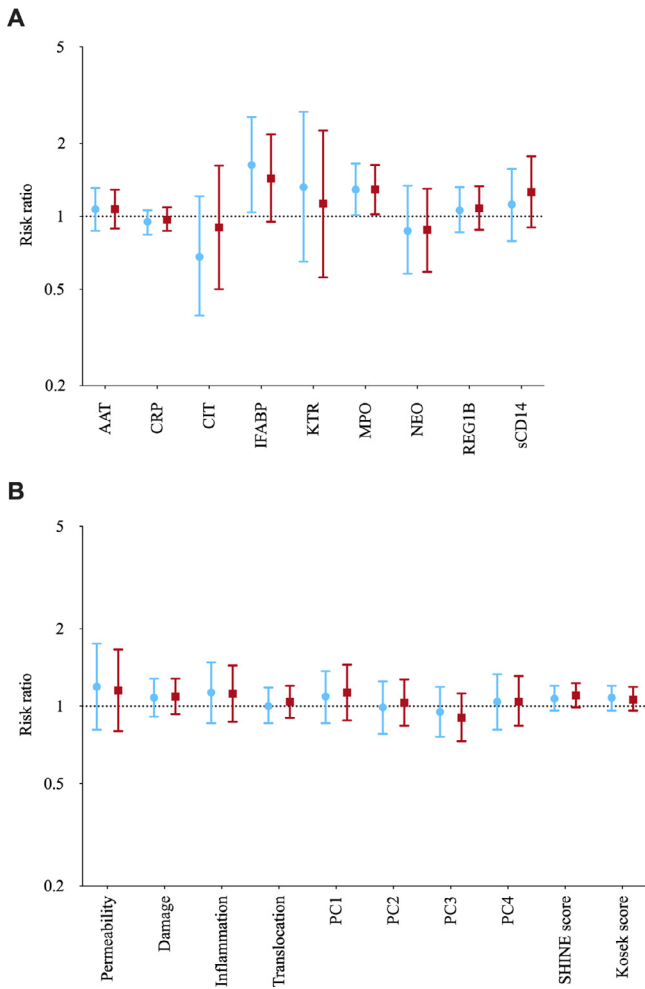 A
5
2
1
0.5
0.2
Risk ratio
AAT
CRP
CIT
IFABP
KTR
MPO
NEO
REG1B
sCD14
B
5
2
1
0.5
0.2
Risk ratio
Permeability
Damage
Inflammation
Translocation
PC1
PC2
PC3
PC4
SHINE score
Kosek score